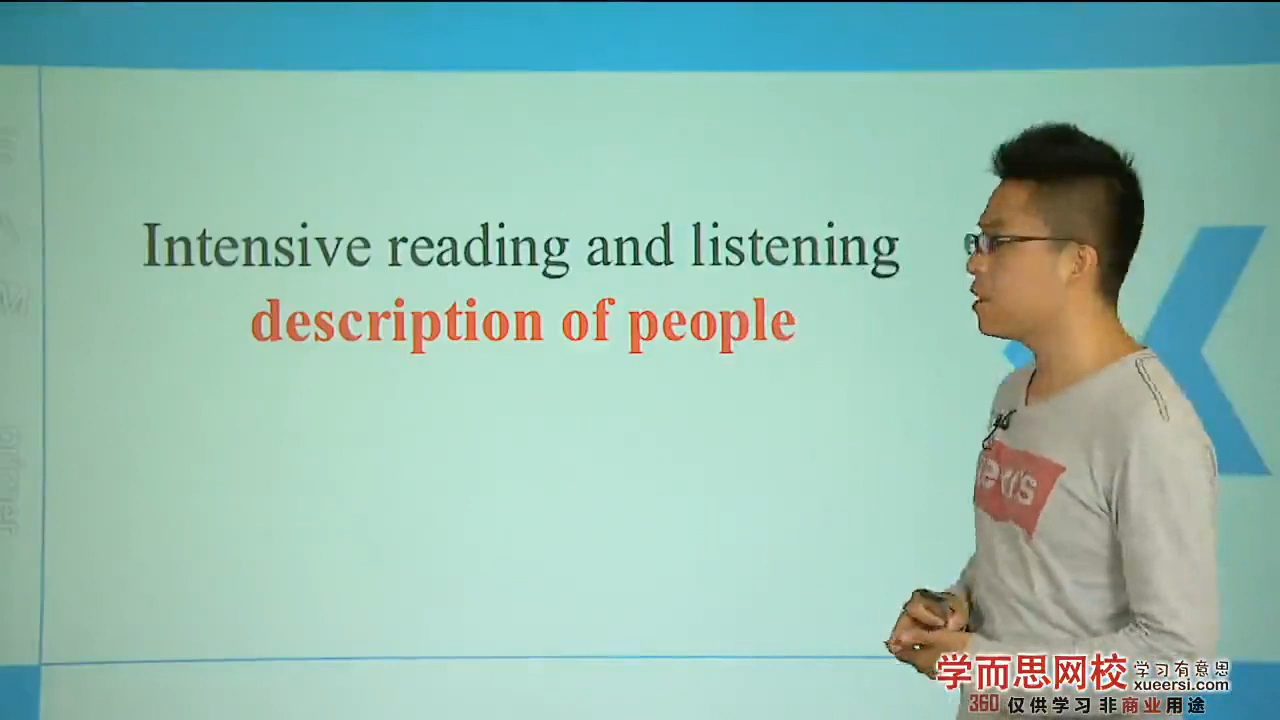 Intensive reading and listening
description of people
学而思网校 学习有意思
xueersi.com
360 仅供学习 非商业用途